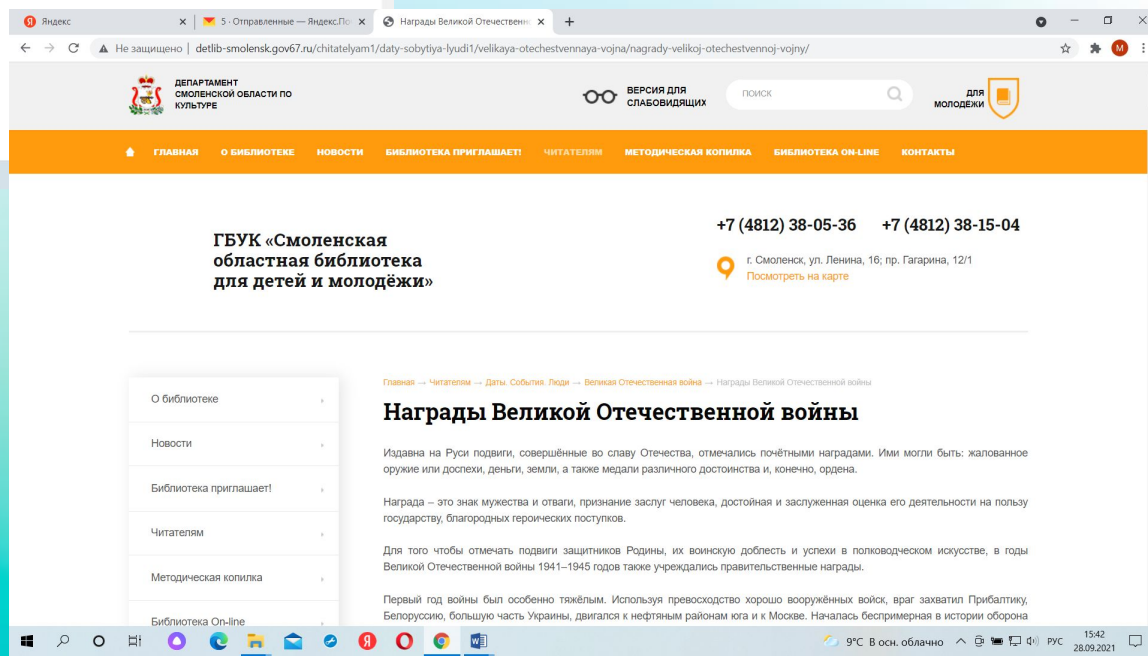 Яндекс
5 · Отправленные — Яндекс.По
Награды Великой Отечественн
Не защищено | detlib-smolensk.gov67.ru/chitatelyam1/daty-sobytiya-lyudi1/velikaya-otechestvennaya-vojna/nagrady-velikoj-otechestvennoj-vojny/
М
ДЕПАРТАМЕНТ
СМОЛЕНСКОЙ ОБЛАСТИ ПО
КУЛЬТУРЕ
ВЕРСИЯ ДЛЯ
СЛАБОВИДЯЩИХ
ПОИСК
ДЛЯ
МОЛОДЁЖИ
ГЛАВНАЯ О БИБЛИОТЕКЕ НОВОСТИ БИБЛИОТЕКА ПРИГЛАШАЕТ! ЧИТАТЕЛЯМ МЕТОДИЧЕСКАЯ КОПИЛКА БИБЛИОТЕКА ON-LINE КОНТАКТЫ
ГБУК «Смоленская
областная библиотека
для детей и молодёжи»
+7 (4812) 38-05-36 +7 (4812) 38-15-04
г. Смоленск, ул. Ленина, 16; пр. Гагарина, 12/1
Посмотреть на карте
О библиотеке
Новости
Библиотека приглашает!
Читателям
Методическая копилка
Библиотека On-line
Главная → Читателям → Даты. События. Люди → Великая Отечественная война → Награды Великой Отечественной войны
Награды Великой Отечественной войны
Издавна на Руси подвиги, совершённые во славу Отечества, отмечались почётными наградами. Ими могли быть: жалованное
оружие или доспехи, деньги, земли, а также медали различного достоинства и, конечно, ордена.
Награда – это знак мужества и отваги, признание заслуг человека, достойная и заслуженная оценка его деятельности на пользу
государству, благородных героических поступков.
Для того чтобы отмечать подвиги защитников Родины, их воинскую доблесть и успехи в полководческом искусстве, в годы
Великой Отечественной войны 1941–1945 годов также учреждались правительственные награды.
Первый год войны был особенно тяжёлым. Используя превосходство хорошо вооружённых войск, враг захватил Прибалтику,
Белоруссию, большую часть Украины, двигался к нефтяным районам юга и к Москве. Началась беспримерная в истории оборона
9°C В осн. облачно
РУС
15:42
28.09.2021